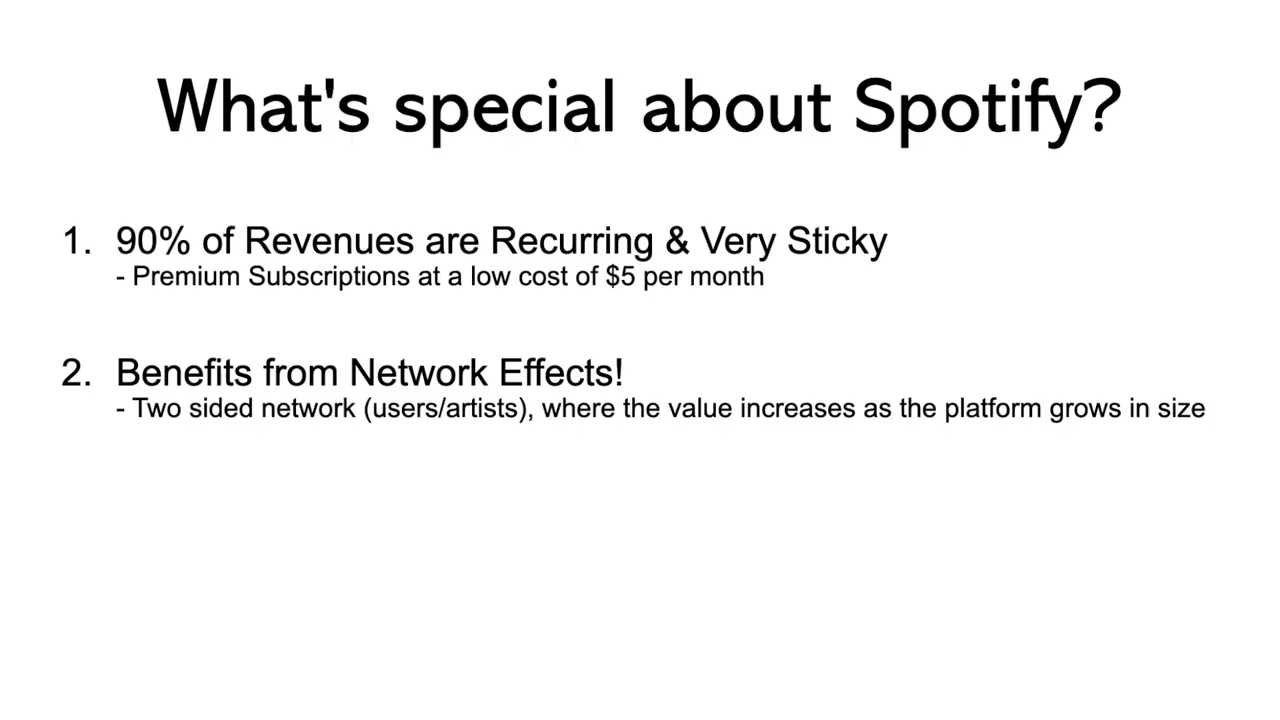 What's special about Spotify?
1. 90% of Revenues are Recurring & Very Sticky
- Premium Subscriptions at a low cost of $5 per month
2. Benefits from Network Effects!
- Two sided network (users/artists), where the value increases as the platform grows in size